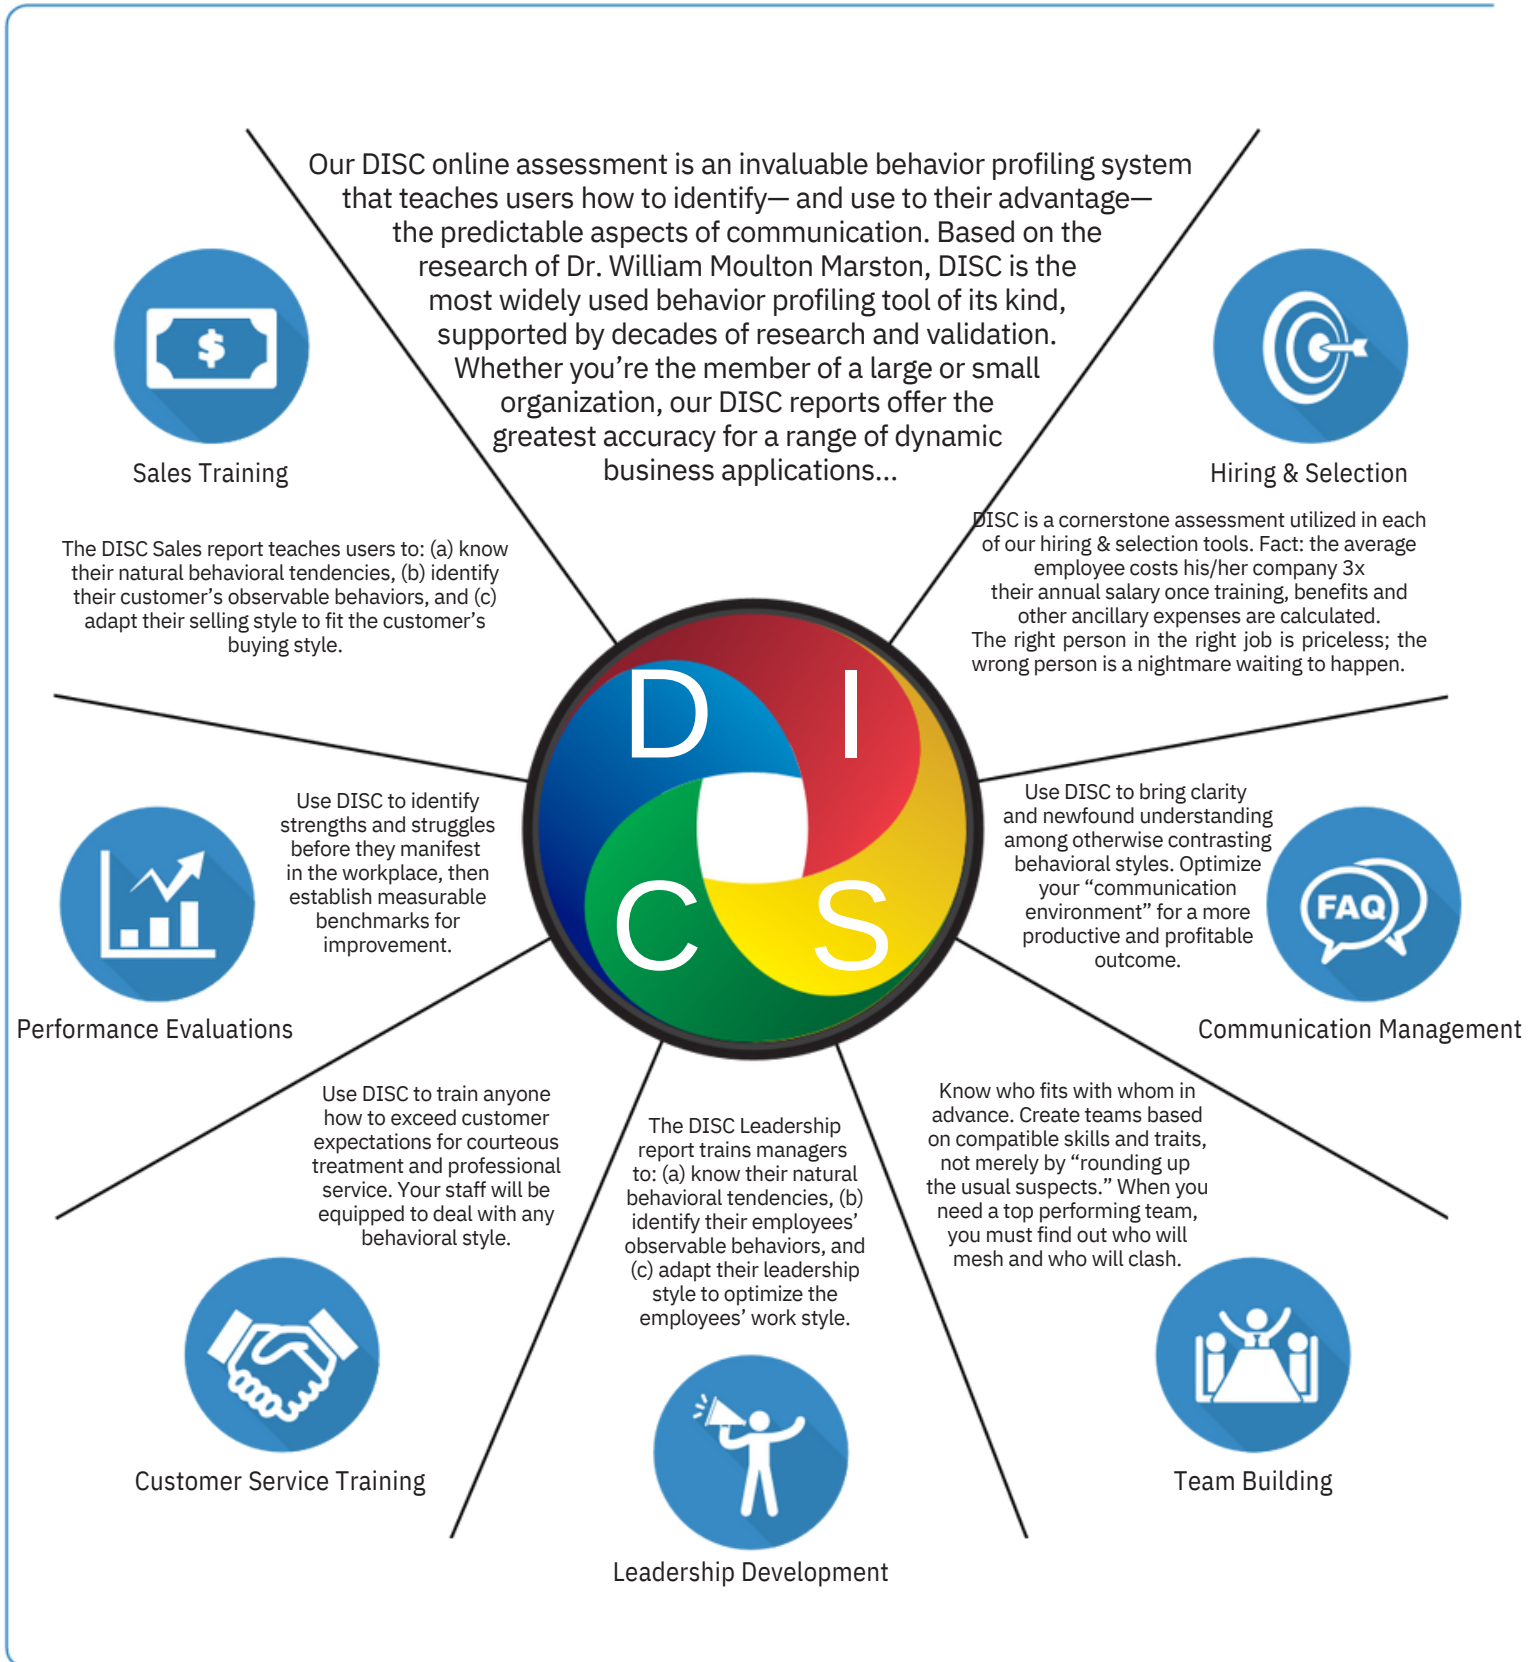 Our DISC online assessment is an invaluable behavior profiling system
that teaches users how to identify— and use to their advantage—
the predictable aspects of communication. Based on the
research of Dr. William Moulton Marston, DISC is the
most widely used behavior profiling tool of its kind,
supported by decades of research and validation.
Whether you’re the member of a large or small
organization, our DISC reports offer the
greatest accuracy for a range of dynamic
business applications...
$
Sales Training
The DISC Sales report teaches users to: (a) know
their natural behavioral tendencies, (b) identify
their customer’s observable behaviors, and (c)
adapt their selling style to fit the customer’s
buying style.
Hiring & Selection
DISC is a cornerstone assessment utilized in each
of our hiring & selection tools. Fact: the average
employee costs his/her company 3x
their annual salary once training, benefits and
other ancillary expenses are calculated.
The right person in the right job is priceless; the
wrong person is a nightmare waiting to happen.
D I
C S
Use DISC to identify
strengths and struggles
before they manifest
in the workplace, then
establish measurable
benchmarks for
improvement.
Performance Evaluations
Use DISC to bring clarity
and newfound understanding
among otherwise contrasting
behavioral styles. Optimize
your “communication
environment” for a more
productive and profitable
outcome.
FAQ
Communication Management
Use DISC to train anyone
how to exceed customer
expectations for courteous
treatment and professional
service. Your staff will be
equipped to deal with any
behavioral style.
Customer Service Training
The DISC Leadership
report trains managers
to: (a) know their natural
behavioral tendencies, (b)
identify their employees’
observable behaviors, and
(c) adapt their leadership
style to optimize the
employees’ work style.
Leadership Development
Know who fits with whom in
advance. Create teams based
on compatible skills and traits,
not merely by “rounding up
the usual suspects.” When you
need a top performing team,
you must find out who will
mesh and who will clash.
Team Building